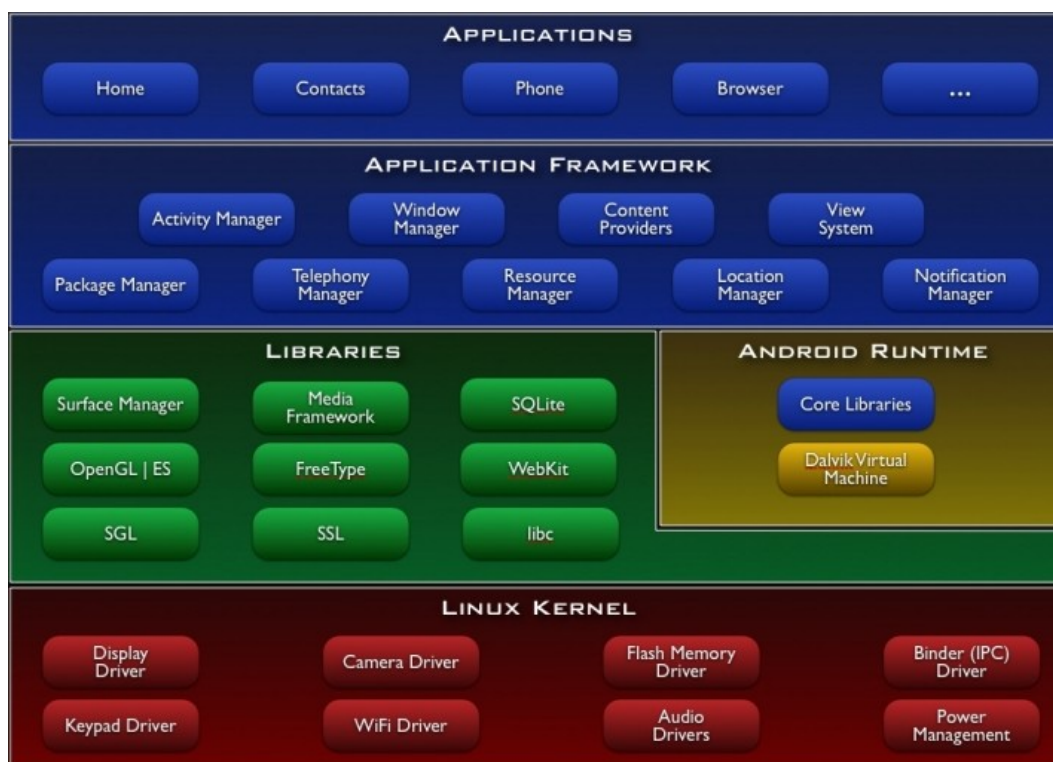 APPLICATIONS
Home
Contacts
Phone
Browser
...
APPLICATION FRAMEWORK
Activity Manager
Window
Manager
Content
Providers
View
System
Package Manager
Telephony
Manager
Resource
Manager
Location
Manager
Notification
Manager
LIBRARIES
Surface Manager
Media
Framework
SQLite
OpenGL | ES
FreeType
WebKit
SGL
SSL
libc
ANDROID RUNTIME
Core Libraries
Dalvik Virtual
Machine
LINUX KERNEL
Display
Driver
Camera Driver
Flash Memory
Driver
Binder (IPC)
Driver
Keypad Driver
WiFi Driver
Audio
Drivers
Power
Management